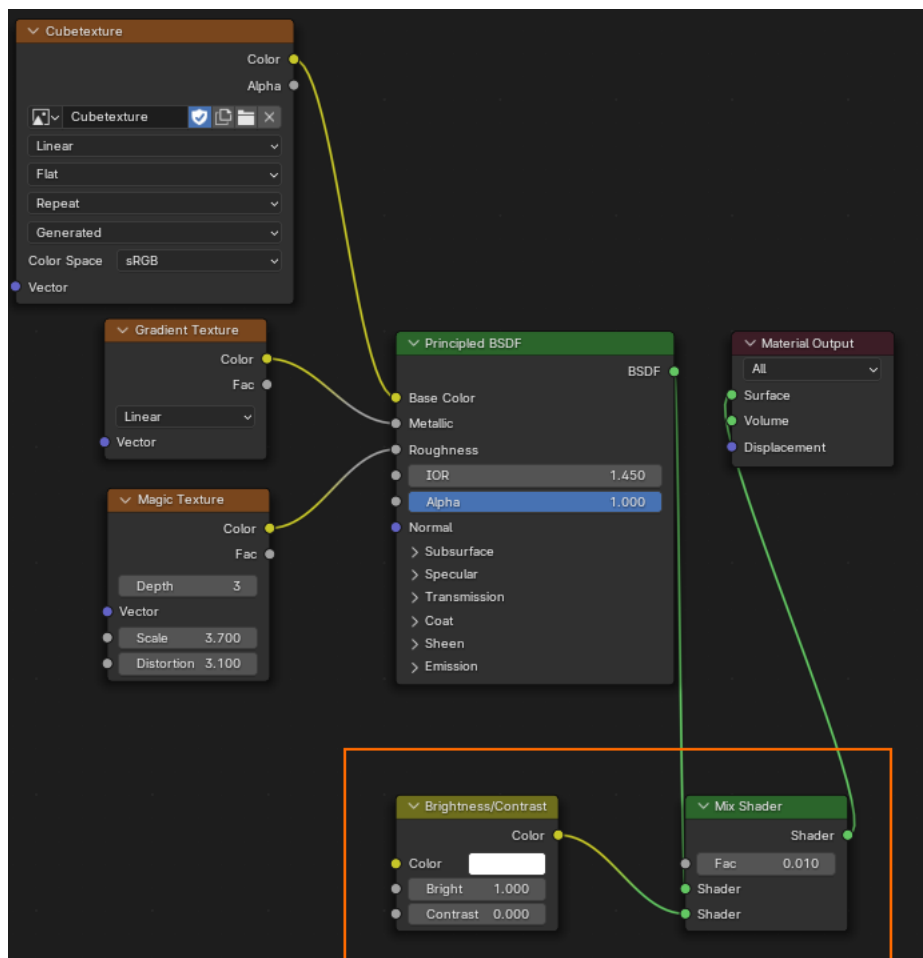 Cubetexture
Color
Alpha
Cubetexture
Linear
Flat
Repeat
Generated
Color Space sRGB
Vector
Gradient Texture
Color
Fac
Linear
Vector
Magic Texture
Color
Fac
Depth 3
Vector
Scale 3.700
Distortion 3.100
Principled BSDF
BSDF
Base Color
Metallic
Roughness
IOR 1.450
Alpha 1.000
Normal
Subsurface
Specular
Transmission
Coat
Sheen
Emission
Material Output
All
Surface
Volume
Displacement
Brightness/Contrast
Color
Color
Bright 1.000
Contrast 0.000
Mix Shader
Shader
Fac 0.010
Shader
Shader